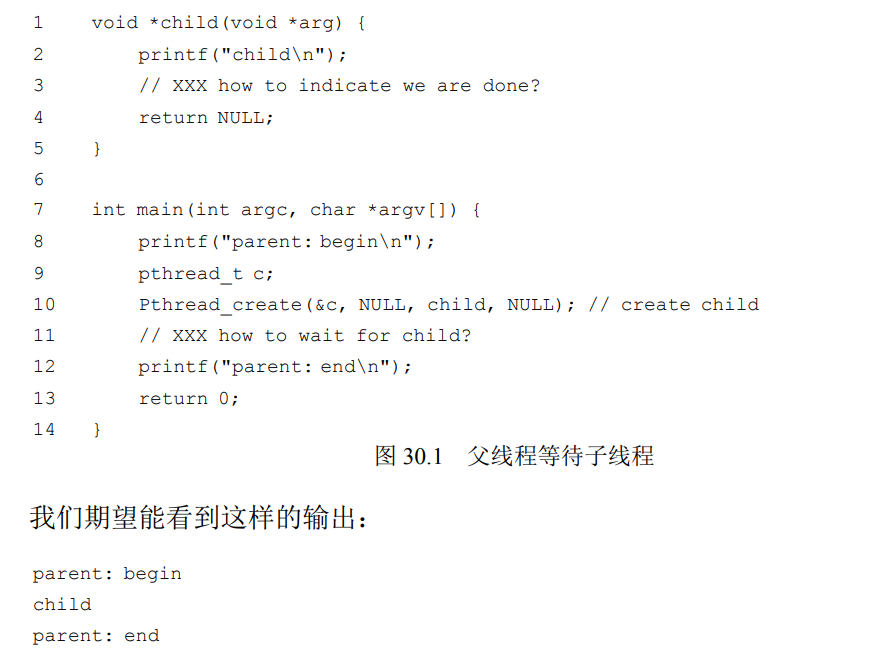 1 void *child(void *arg) {
2 printf("child\n");
3 // XXX how to indicate we are done?
4 return NULL;
5 }
6
7 int main(int argc, char *argv[]) {
8 printf("parent: begin\n");
9 pthread_t c;
10 Pthread_create(&c, NULL, child, NULL); // create child
11 // XXX how to wait for child?
12 printf("parent: end\n");
13 return 0;
14 }
图 30.1 父线程等待子线程
我们期望能看到这样的输出：
parent: begin
child
parent: end